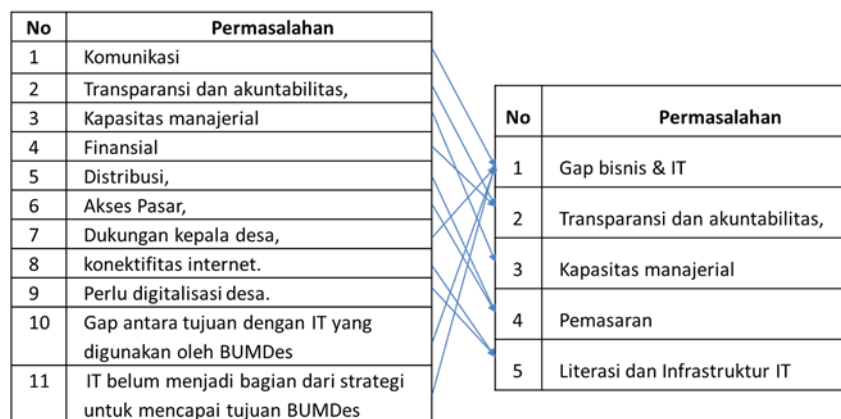 No Permasalahan
1 Komunikasi
2 Transparansi dan akuntabilitas,
3 Kapasitas manajerial
4 Finansial
5 Distribusi,
6 Akses Pasar,
7 Dukungan kepala desa,
8 konektifitas internet.
9 Perlu digitalisasi desa.
10 Gap antara tujuan dengan IT yang
digunakan oleh BUMDes
11 IT belum menjadi bagian dari strategi
untuk mencapai tujuan BUMDes
No Permasalahan
1 Gap bisnis & IT
2 Transparansi dan akuntabilitas,
3 Kapasitas manajerial
4 Pemasaran
5 Literasi dan Infrastruktur IT